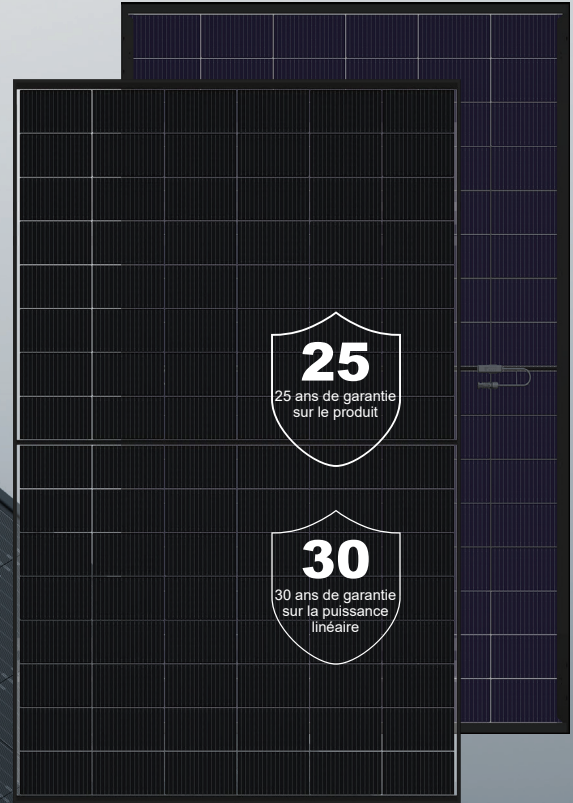 25
25 ans de garantie
sur le produit
30
30 ans de garantie
sur la puissance
linéaire